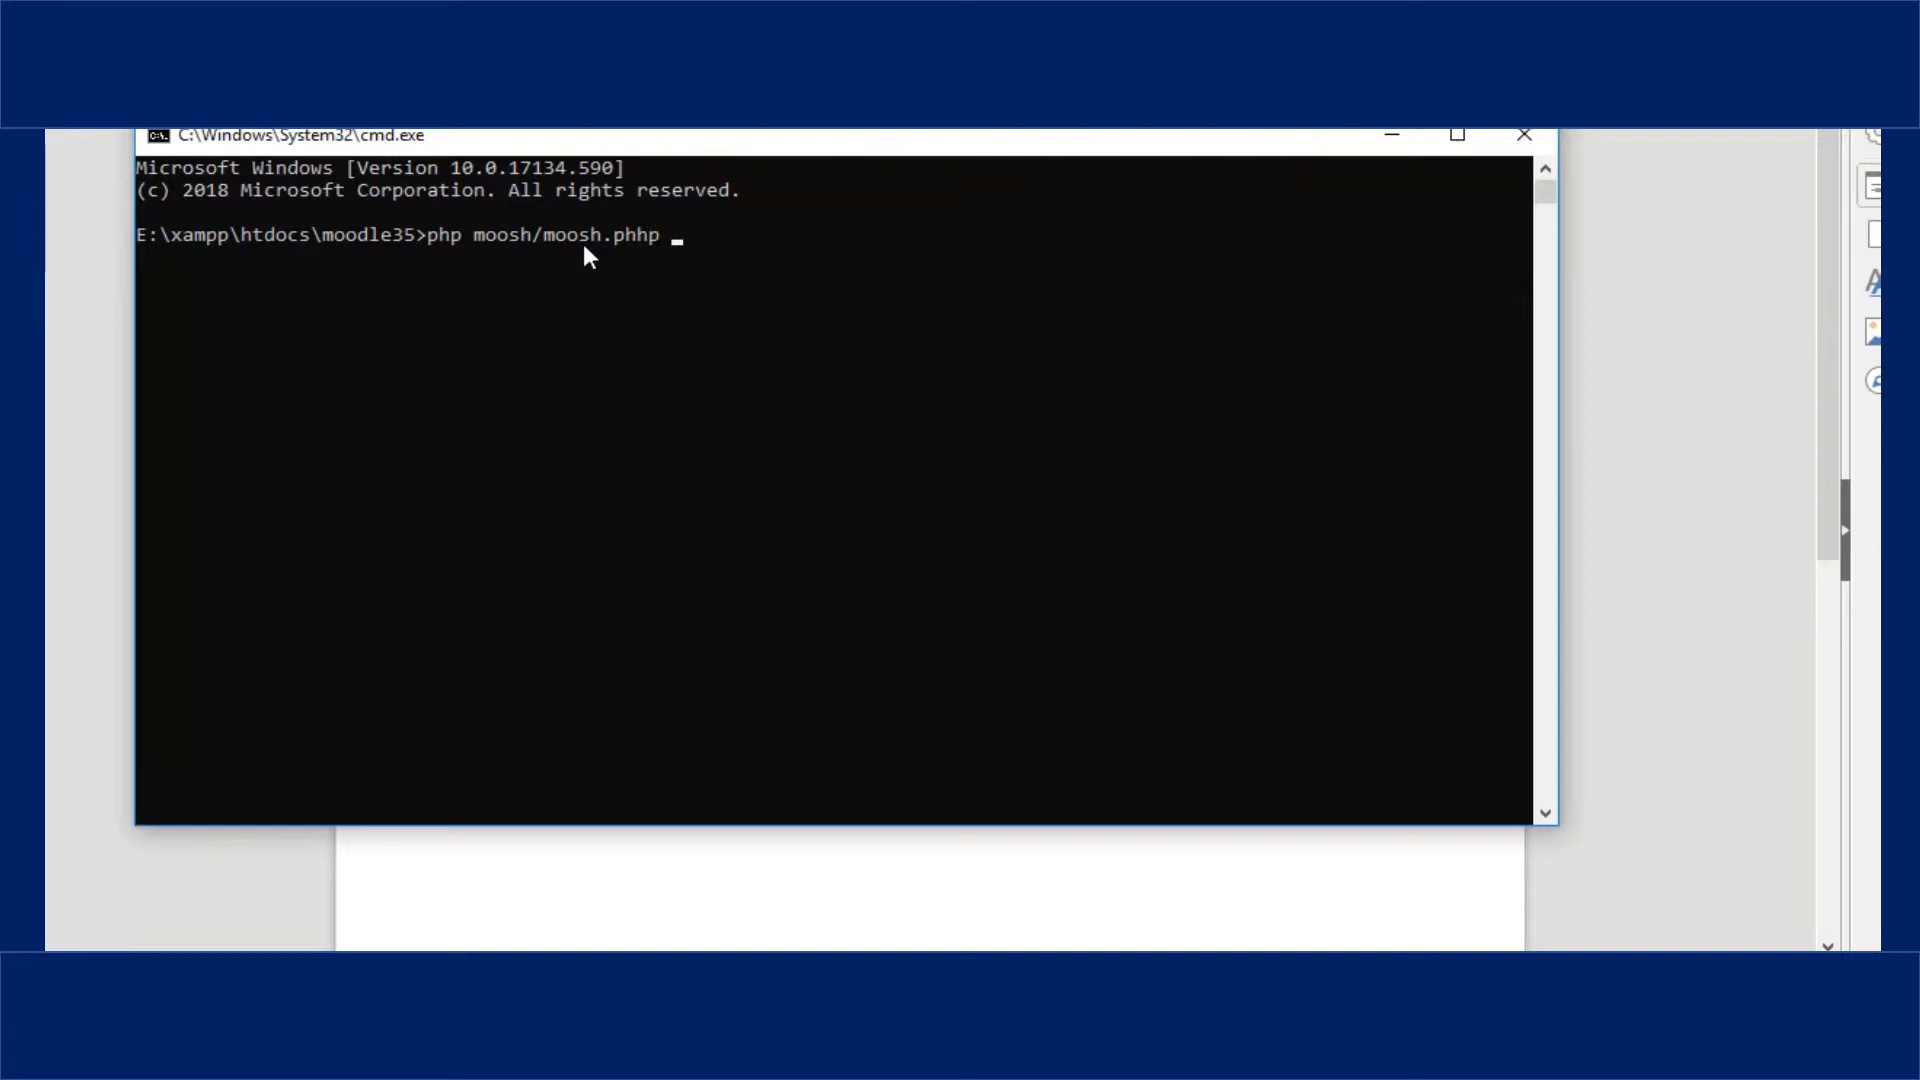 C:\Windows\System32\cmd.exe
Microsoft Windows [Version 10.0.17134.590]
(c) 2018 Microsoft Corporation. All rights reserved.
E:\xampp\htdocs\moodle35>php moosh/moosh.phhp